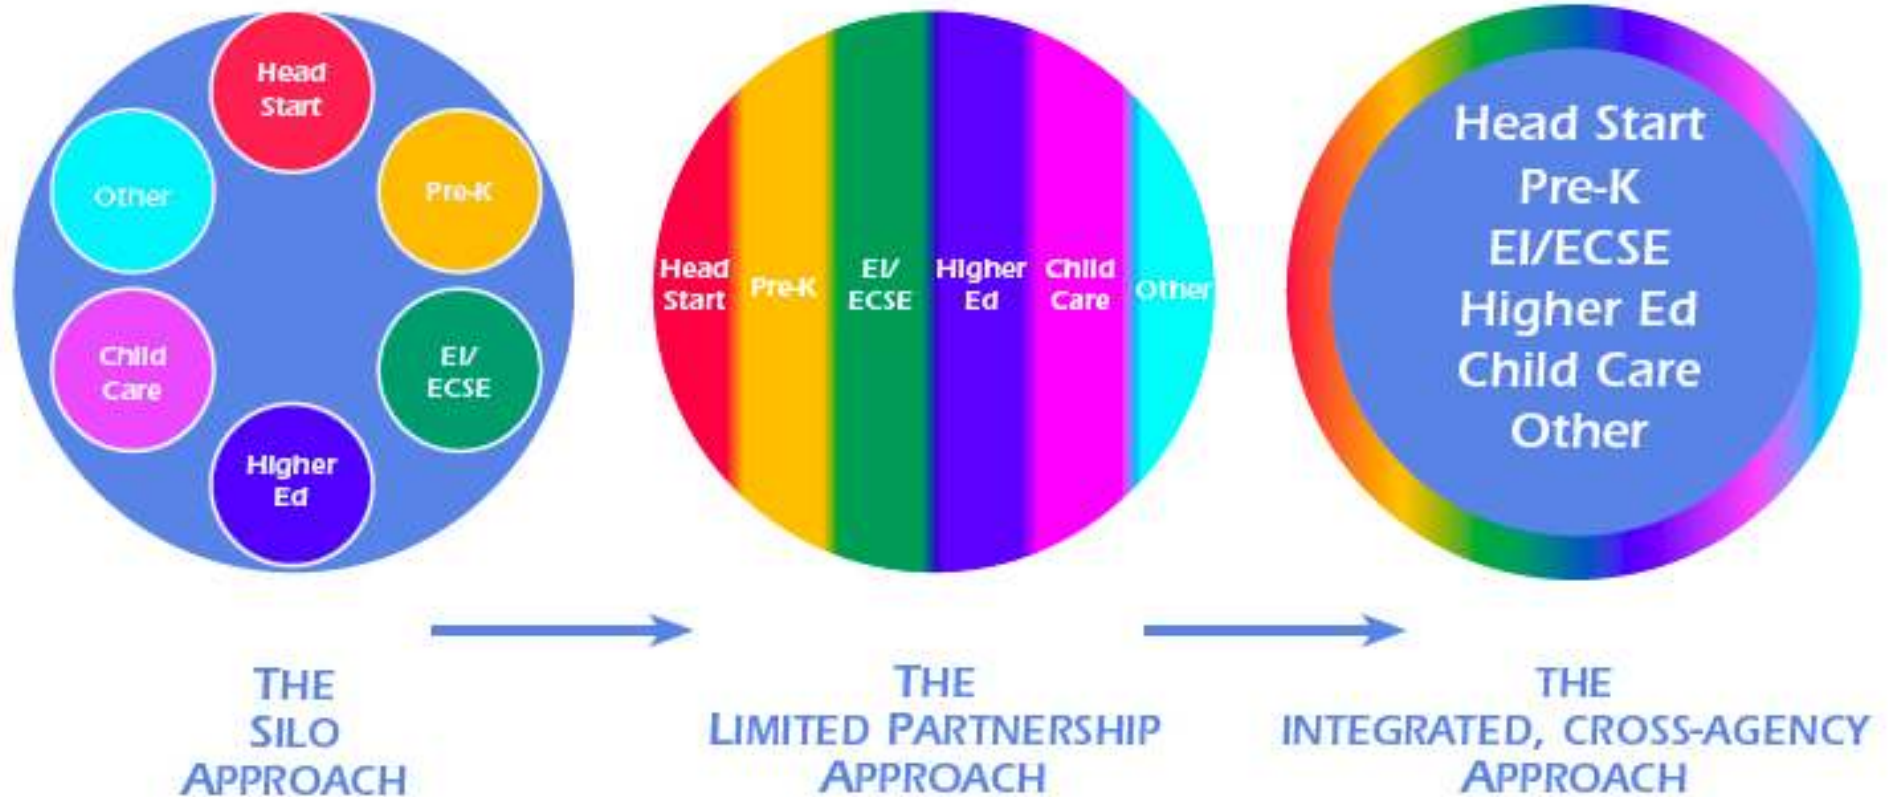 Head
Start
Other
Pre-K
Child
Care
EI/
ECSE
Higher
Ed
Head
Start
Pre-K
EI/
ECSE
Higher
Ed
Child
Care
Other
Head Start
Pre-K
EI/ECSE
Higher Ed
Child Care
Other
THE
SILO
APPROACH
THE
LIMITED PARTNERSHIP
APPROACH
THE
INTEGRATED, CROSS-AGENCY
APPROACH